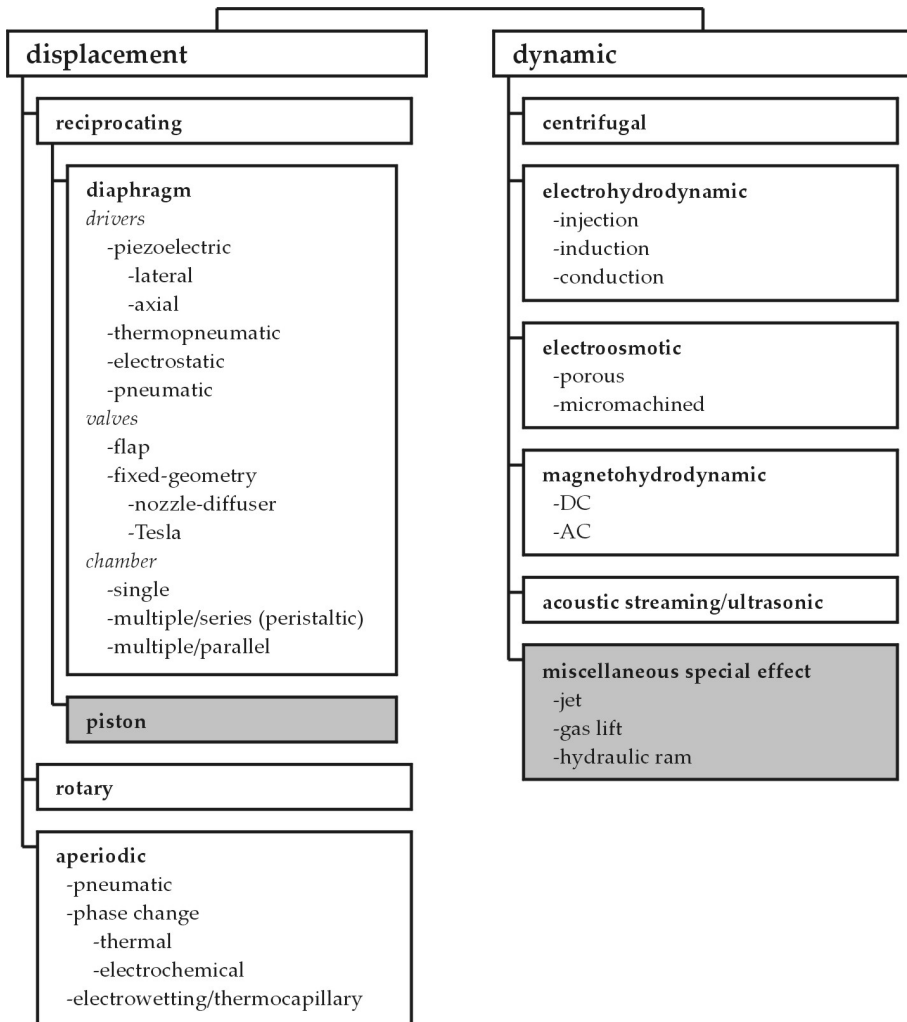 displacement
reciprocating
diaphragm
drivers
-piezoelectric
-lateral
-axial
-thermopneumatic
-electrostatic
-pneumatic
valves
-flap
-fixed-geometry
-nozzle-diffuser
-Tesla
chamber
-single
-multiple/series (peristaltic)
-multiple/parallel
piston
rotary
aperiodic
-pneumatic
-phase change
-thermal
-electrochemical
-electrowetting/thermocapillary
dynamic
centrifugal
electrohydrodynamic
-injection
-induction
-conduction
electroosmotic
-porous
-micromachined
magnetohydrodynamic
-DC
-AC
acoustic streaming/ultrasonic
miscellaneous special effect
-jet
-gas lift
-hydraulic ram